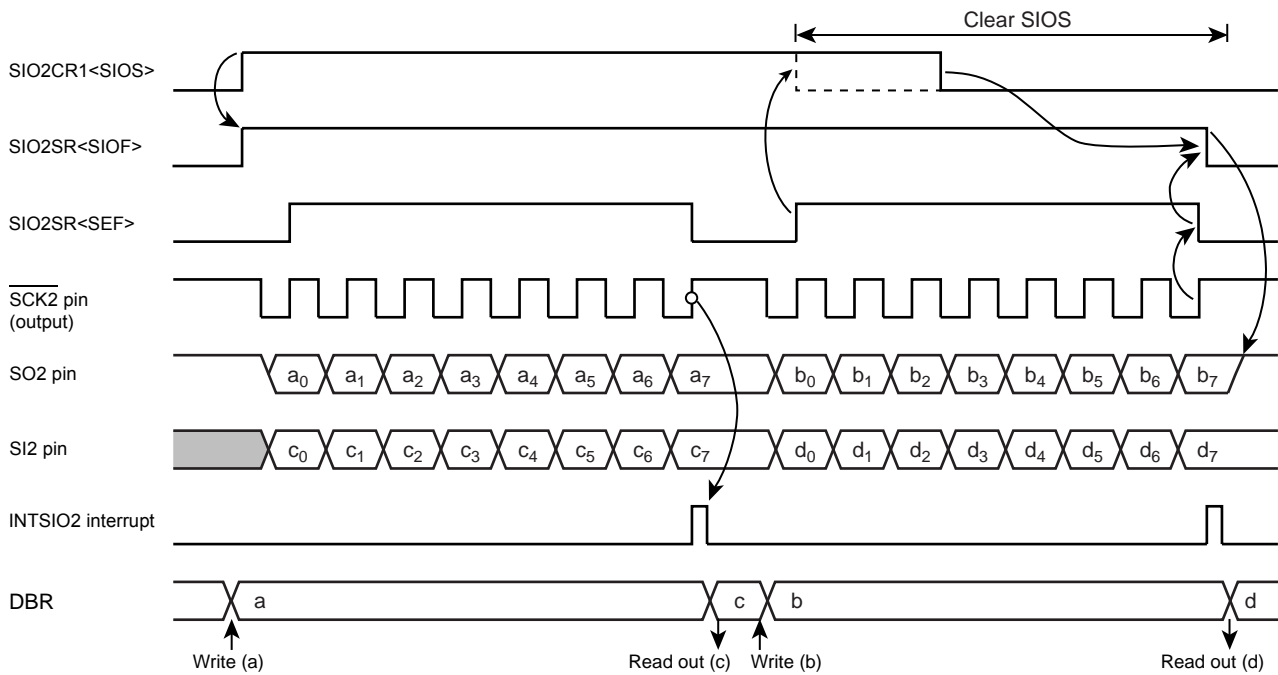 Clear SIOS
SIO2CR1<SIOS>
SIO2SR<SIOF>
SIO2SR<SEF>
SCK2 pin
(output)
SO2 pin
a0 a1 a2 a3 a4 a5 a6 a7 b0 b1 b2 b3 b4 b5 b6 b7
SI2 pin
c0 c1 c2 c3 c4 c5 c6 c7 d0 d1 d2 d3 d4 d5 d6 d7
INTSIO2 interrupt
DBR a c b d
Write (a) Read out (c) Write (b) Read out (d)